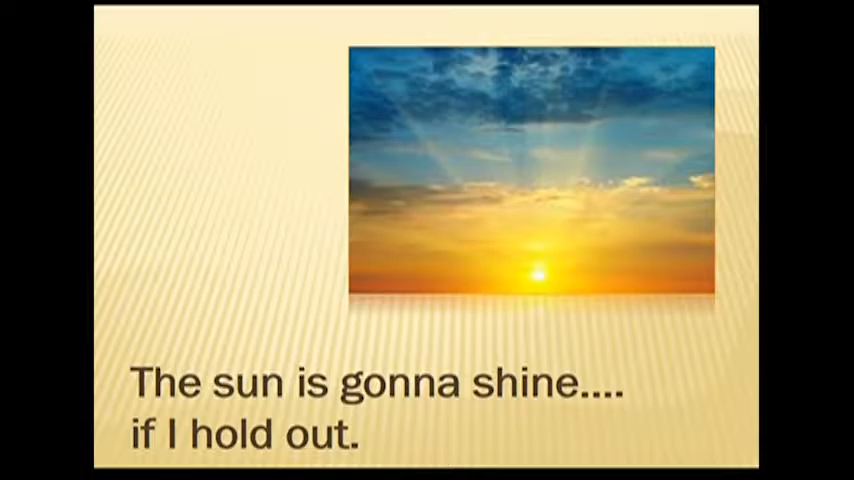 The sun is gonna shine....
if I hold out.